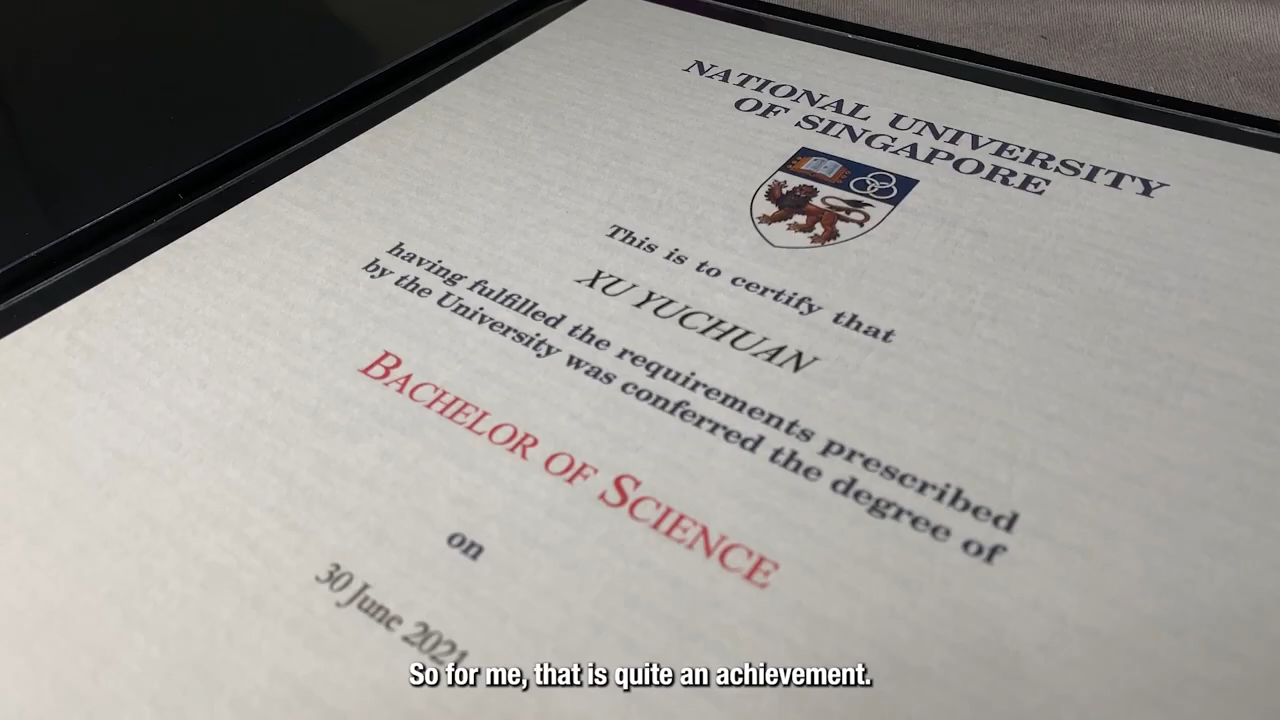 NATIONAL UNIVERSITY
OF SINGAPORE
This is to certify that
XU YUCHUAN
having fulfilled the requirements prescribed
by the University was conferred the degree of
BACHELOR OF SCIENCE
on
30 June 2021
So for me, that is quite an achievement.